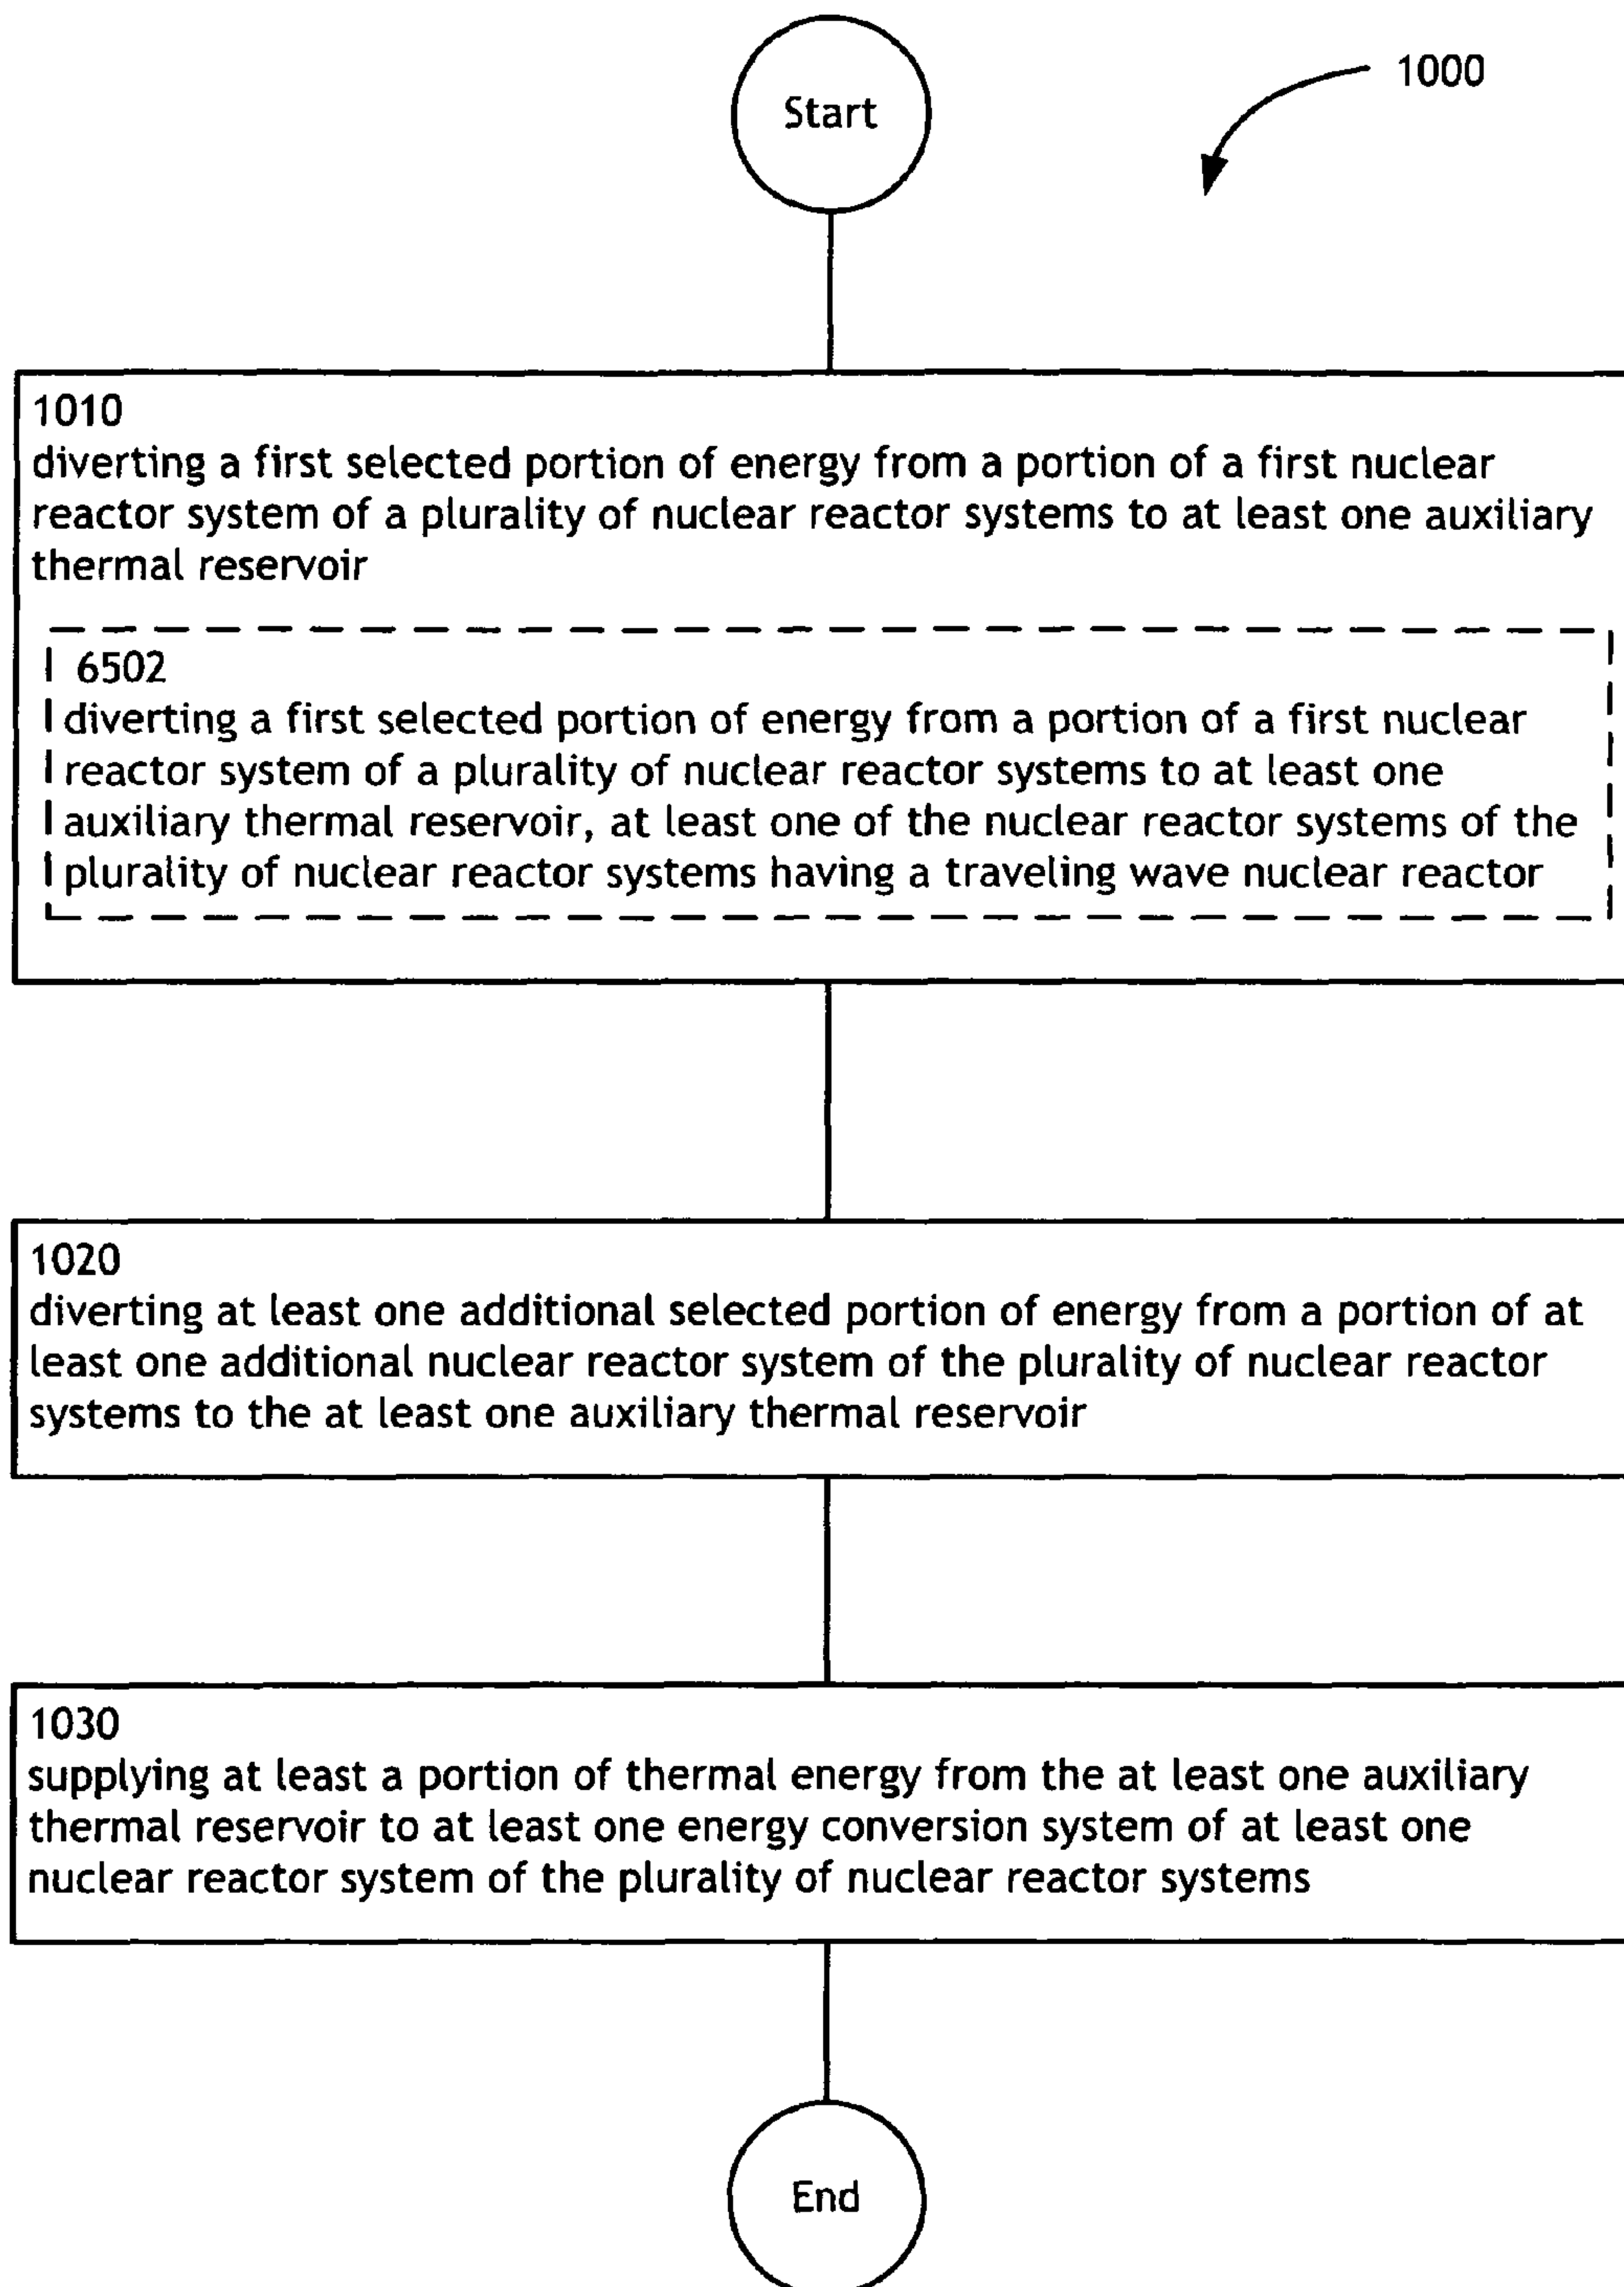 Start
1000
1010
diverting a first selected portion of energy from a portion of a first nuclear
reactor system of a plurality of nuclear reactor systems to at least one auxiliary
thermal reservoir
6502
diverting a first selected portion of energy from a portion of a first nuclear
reactor system of a plurality of nuclear reactor systems to at least one
auxiliary thermal reservoir, at least one of the nuclear reactor systems of the
plurality of nuclear reactor systems having a traveling wave nuclear reactor
1020
diverting at least one additional selected portion of energy from a portion of at
least one additional nuclear reactor system of the plurality of nuclear reactor
systems to the at least one auxiliary thermal reservoir
1030
supplying at least a portion of thermal energy from the at least one auxiliary
thermal reservoir to at least one energy conversion system of at least one
nuclear reactor system of the plurality of nuclear reactor systems
End